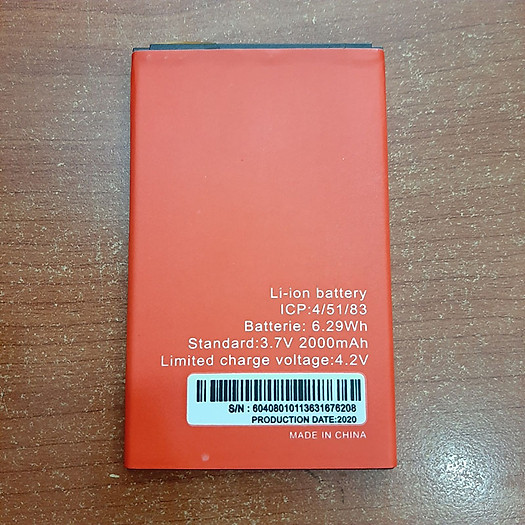 Li-ion battery
ICP:4/51/83
Batterie: 6.29Wh
Standard:3.7V 2000mAh
Limited charge voltage:4.2V
S/N : 60408010113631676208
PRODUCTION DATE:2020
MADE IN CHINA